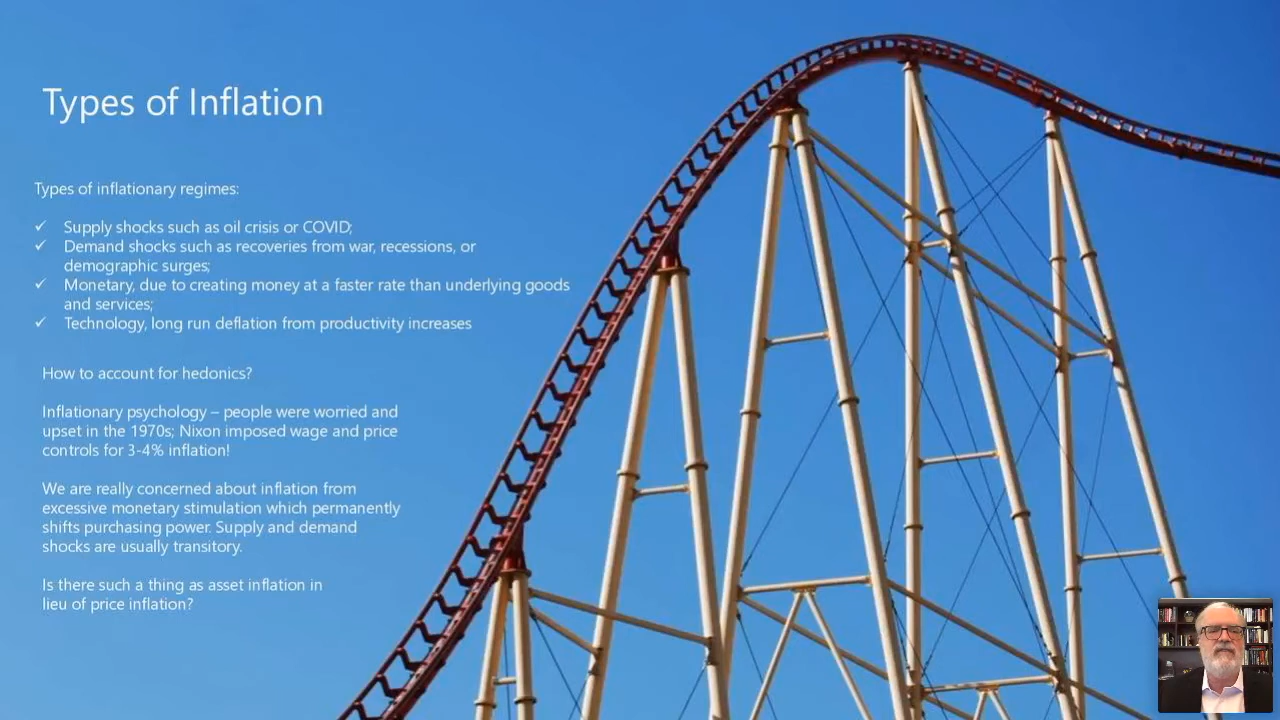 Types of Inflation
Types of inflationary regimes:
✓ Supply shocks such as oil crisis or COVID;
✓ Demand shocks such as recoveries from war, recessions, or
demographic surges;
✓ Monetary, due to creating money at a faster rate than underlying goods
and services;
✓ Technology, long run deflation from productivity increases
How to account for hedonics?
Inflationary psychology – people were worried and
upset in the 1970s; Nixon imposed wage and price
controls for 3-4% inflation!
We are really concerned about inflation from
excessive monetary stimulation which permanently
shifts purchasing power. Supply and demand
shocks are usually transitory.
Is there such a thing as asset inflation in
lieu of price inflation?